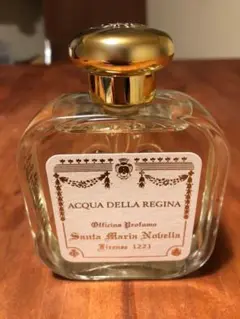 ACQUA DELLA REGINA
Officina Profumo
Santa Maria Novella
Firenze 1221